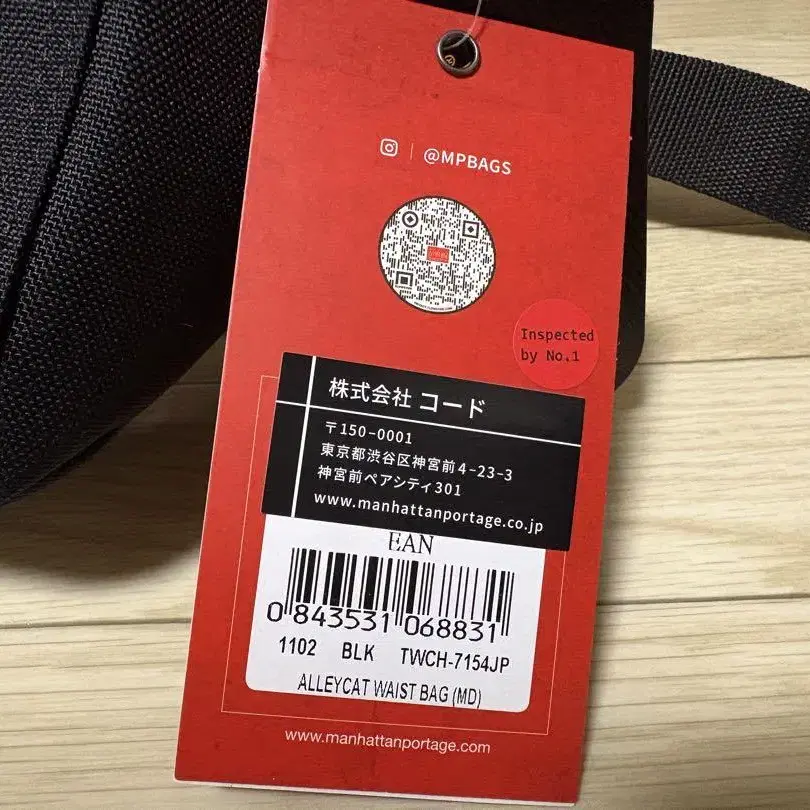 @MPBAGS
Inspected
by No.1
株式会社 コード
〒150-0001
東京都渋谷区神宮前4-23-3
神宮前ペアシティ301
www.manhattanportage.co.jp
EAN
0 843531 068831
1102 BLK TWCH-7154JP
ALLEYCAT WAIST BAG (MD)
www.manhattanportage.com